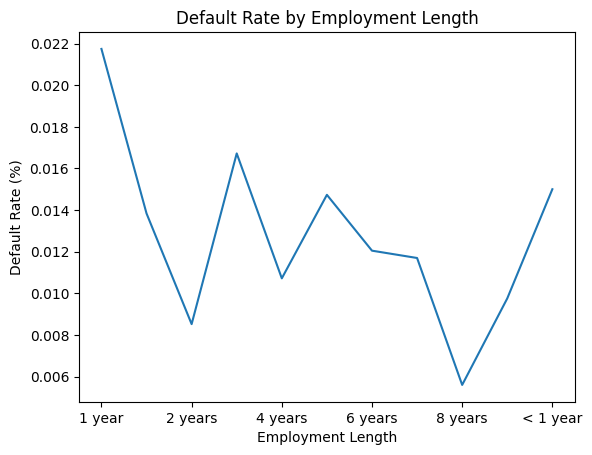 Default Rate by Employment Length
Default Rate (%)
0.022
0.020
0.018
0.016
0.014
0.012
0.010
0.008
0.006
1 year 2 years 4 years 6 years 8 years < 1 year
Employment Length